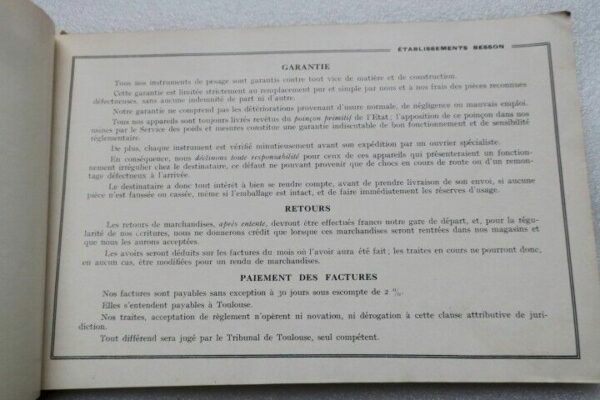 ÉTABLISSEMENTS BESSON
GARANTIE
Tous nos instruments de pesage sont garantis contre tout vice de matière et de construction.
Cette garantie est limitée strictement au remplacement pur et simple par nous et à nos frais des pièces reconnues
défectueuses, sans aucune indemnité de part ni d'autre.
Notre garantie ne comprend pas les détériorations provenant d'usure normale, de négligence ou mauvais emploi.
Tous nos appareils sont toujours livrés revêtus du poinçon primitif de l'Etat ; l'apposition de ce poinçon dans nos
usines par le Service des poids et mesures constitue une garantie indiscutable de bon fonctionnement et de sensibilité
réglementaire.
De plus, chaque instrument est vérifié minutieusement avant son expédition par un ouvrier spécialiste.
En conséquence, nous déclinons toute responsabilité pour ceux de ces appareils qui présenteraient un fonction-
nement irrégulier chez le destinataire, ce défaut ne pouvant provenir que de chocs en cours de route ou d'un remon-
tage défectueux à l'arrivée.
Le destinataire a donc tout intérêt à bien se rendre compte, avant de prendre livraison de son envoi, si aucune
pièce n'est faussée ou cassée, même si l'emballage est intact, et de faire immédiatement les réserves d'usage.
RETOURS
Les retours de marchandises, après entente, devront être effectués franco notre gare de départ, et, pour la régu-
larité de nos écritures, nous ne donnerons crédit que lorsque ces marchandises seront rentrées dans nos magasins et
que nous les aurons acceptées.
Les avoirs seront déduits sur les factures du mois où l'avoir aura été fait ; les traites en cours ne pourront donc,
en aucun cas, être modifiées pour un rendu de marchandises.
PAIEMENT DES FACTURES
Nos factures sont payables sans exception à 30 jours sous escompte de 2 %.
Elles s'entendent payables à Toulouse.
Nos traites, acceptation de règlement n'opèrent ni novation, ni dérogation à cette clause attributive de juri-
diction.
Tout différend sera jugé par le Tribunal de Toulouse, seul compétent.